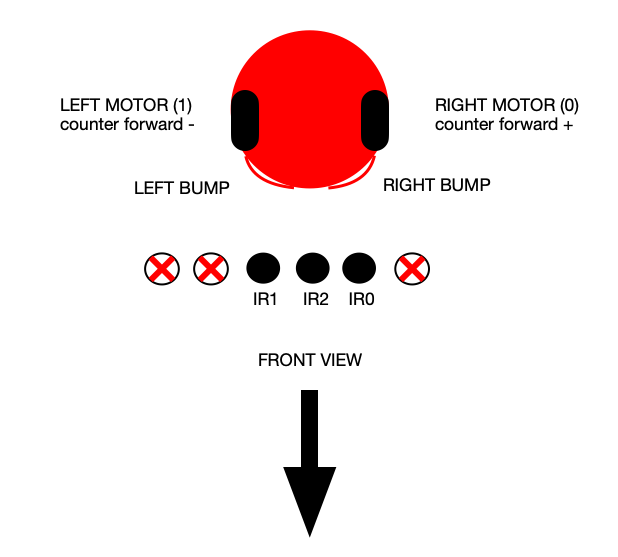 LEFT MOTOR (1)
counter forward -
RIGHT MOTOR (0)
counter forward +
LEFT BUMP
RIGHT BUMP
IR1
IR2
IR0
FRONT VIEW